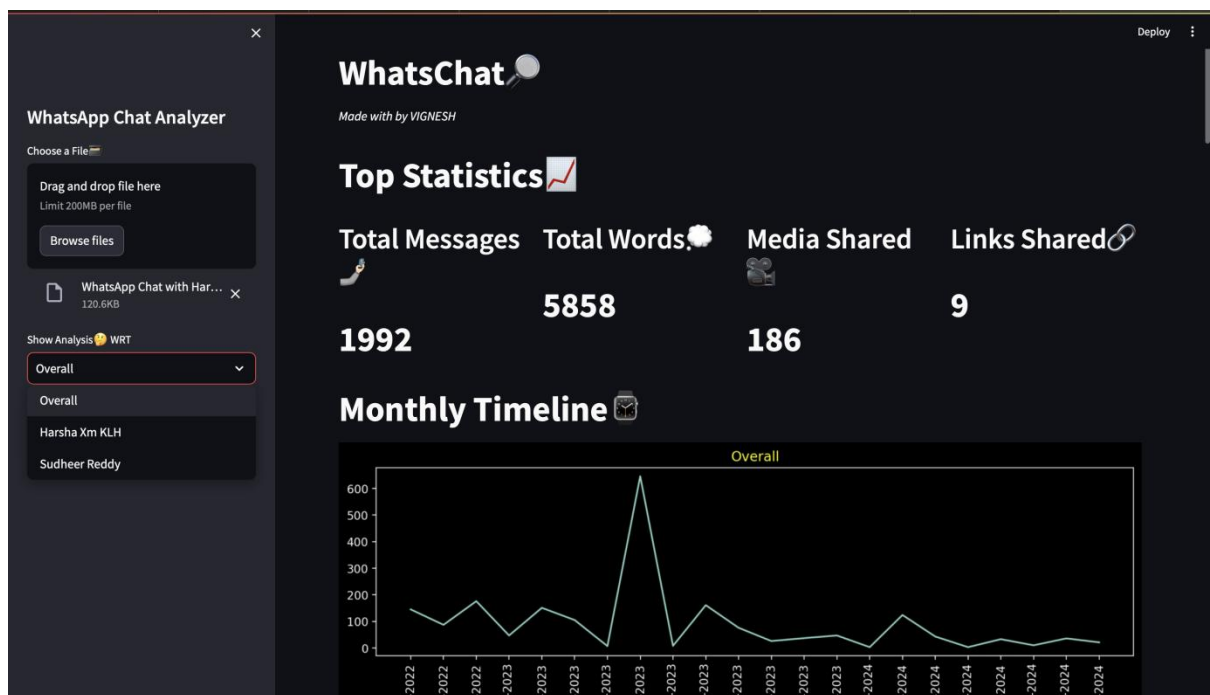 Deploy
WhatsApp Chat Analyzer
Choose a File
Drag and drop file here
Limit 200MB per file
Browse files
WhatsApp Chat with Har...
120.6KB
Show Analysis🤔 WRT
Overall
Overall
Harsha Xm KLH
Sudheer Reddy
WhatsChat🔎
Made with by VIGNESH
Top Statistics📈
Total Messages🤳
1992
Total Words💭
5858
Media Shared🎥
186
Links Shared🔗
9
Monthly Timeline⌚
Overall
600
500
400
300
200
100
0
2022
2022
2022
-2023
2023
2023
-2023
2023
-2023
2023
2023
2023
2023
2023
-2024
2024
2024
-2024
2024
-2024
2024
2024